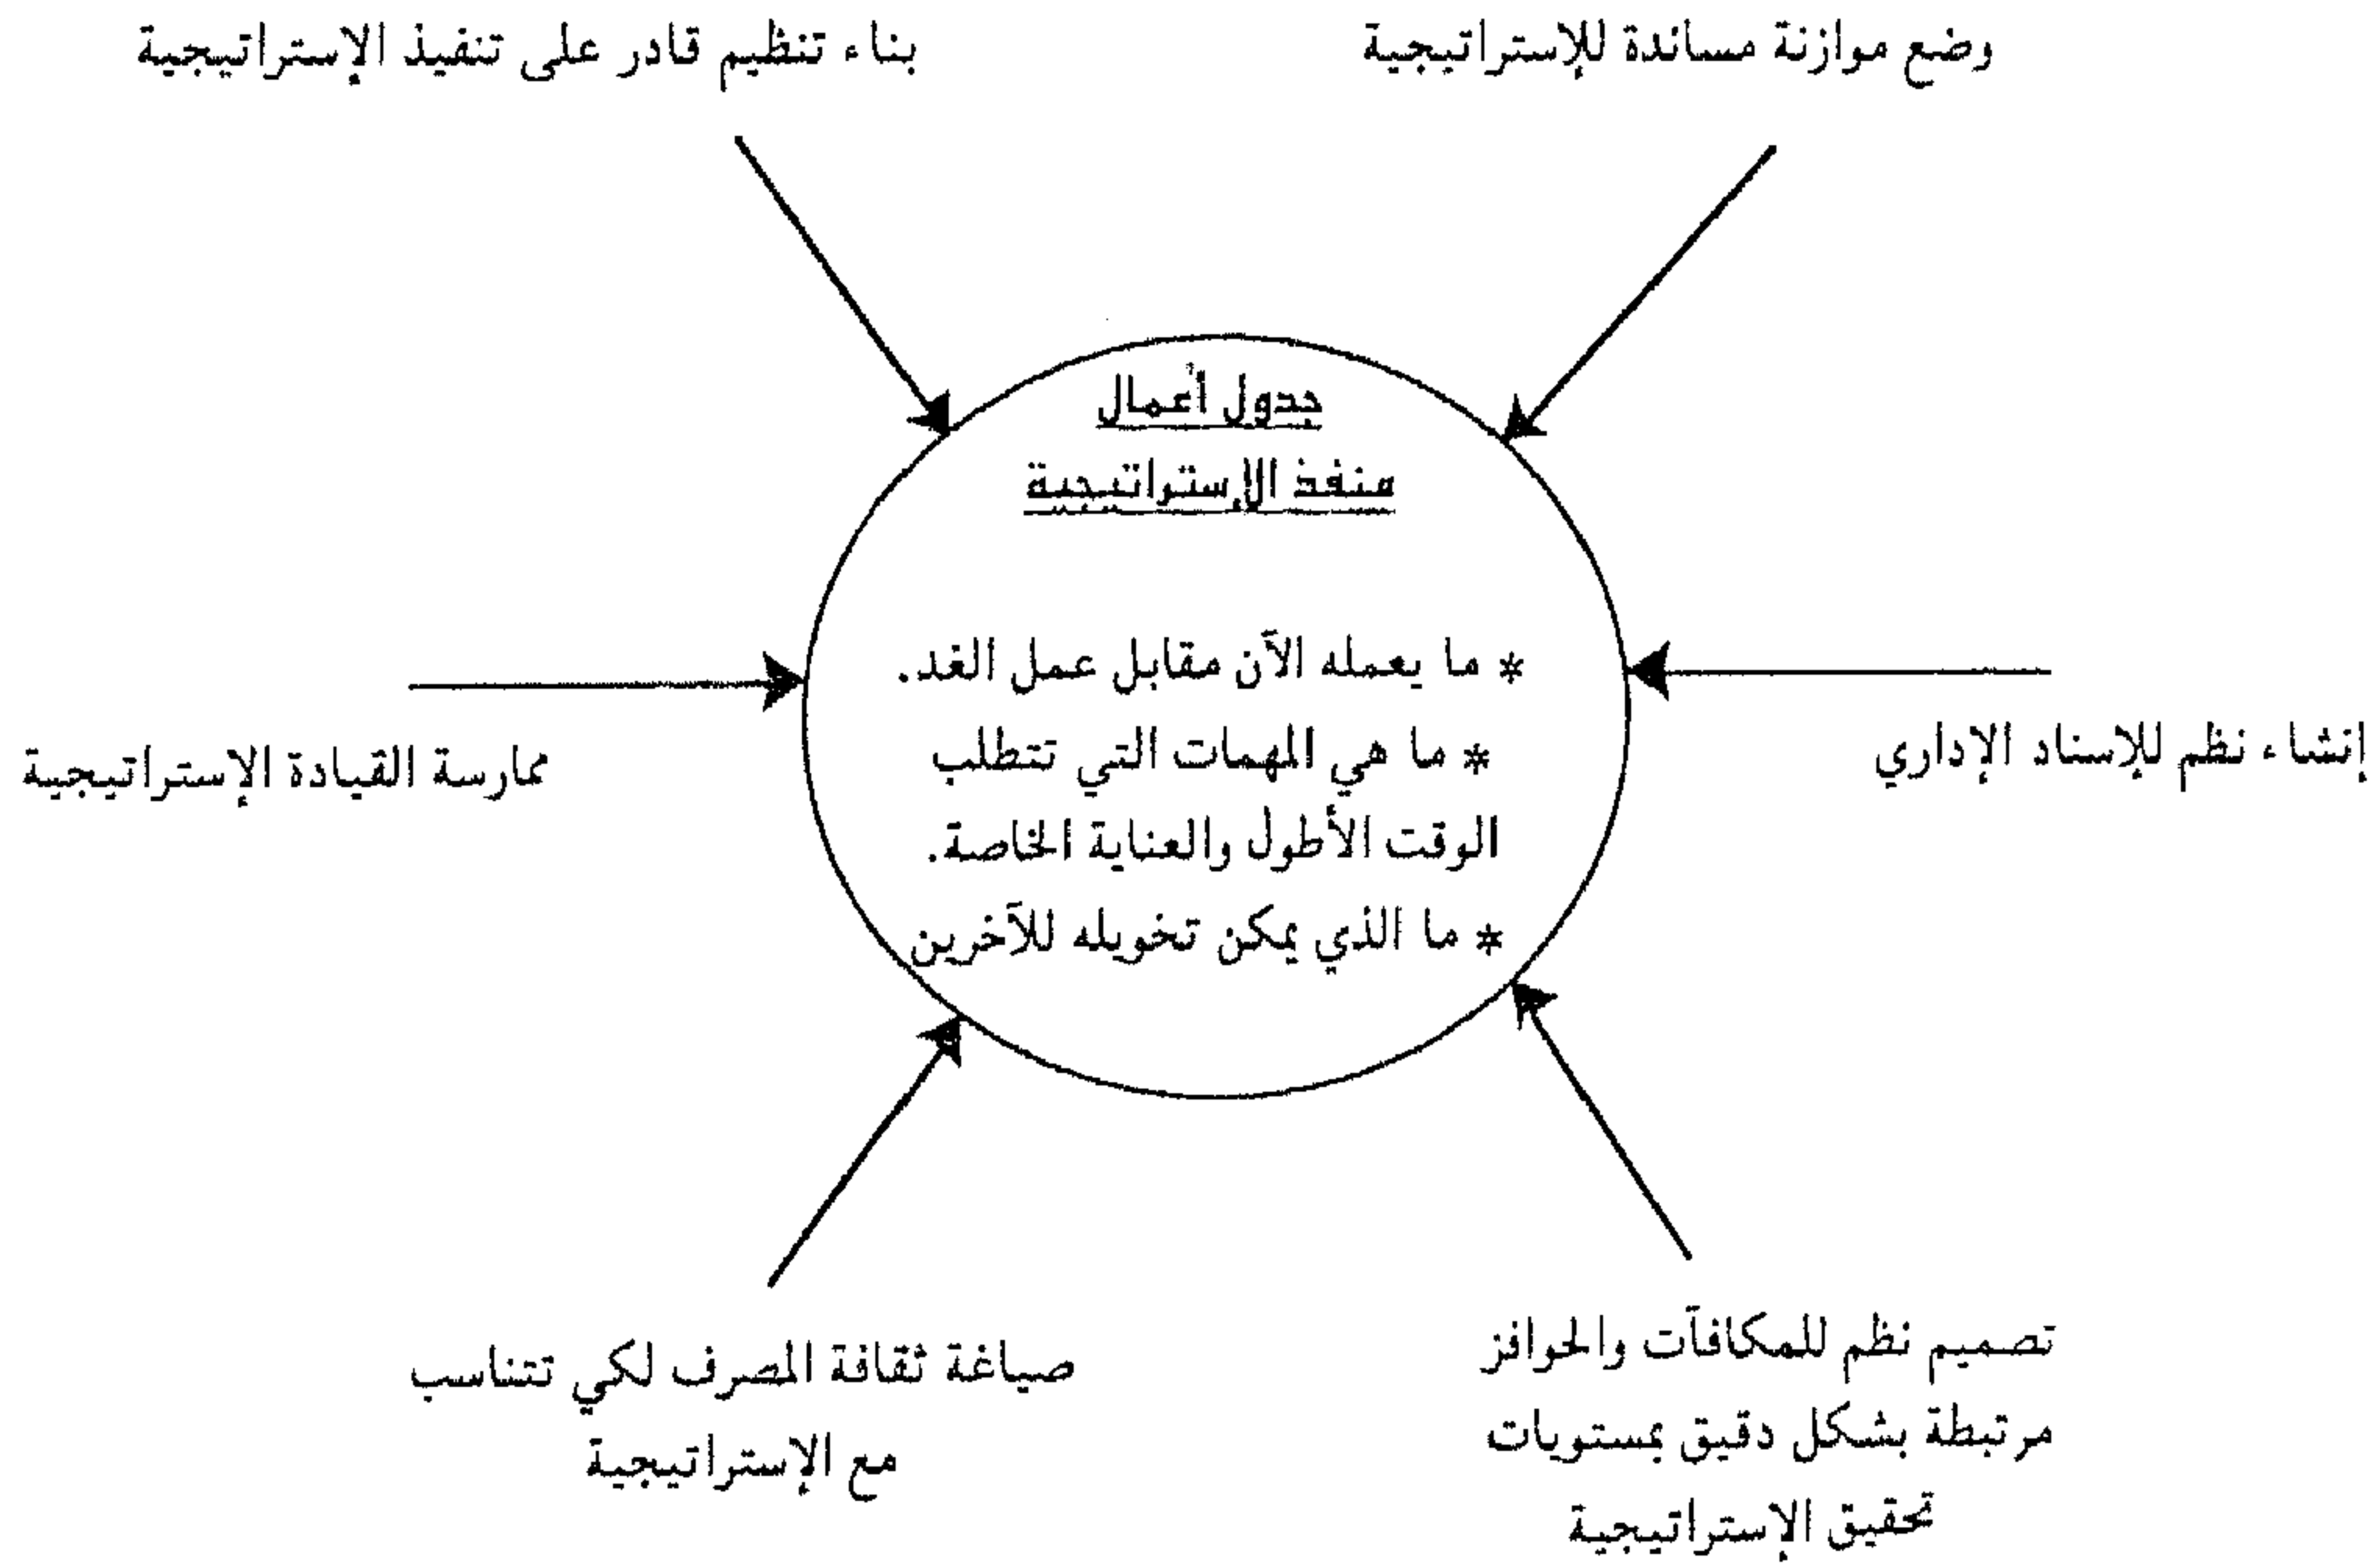 وضع موازنة مساندة للإستراتيجية
بناء تنظيم قادر على تنفيذ الإستراتيجية
جدول أعمال
منفذ الإستراتيجية
* ما يعمله الآن مقابل عمل الغد.
* ما هي المهمات التي تتطلب
الوقت الأطول والعناية الخاصة.
* ما الذي يمكن تخويله للآخرين
إنشاء نظم للإسناد الإداري
ممارسة القيادة الإستراتيجية
تصميم نظم للمكافآت والحوافز
مرتبطة بشكل دقيق بمستويات
تحقيق الإستراتيجية
صياغة ثقافة المصرف لكي تتناسب
مع الإستراتيجية